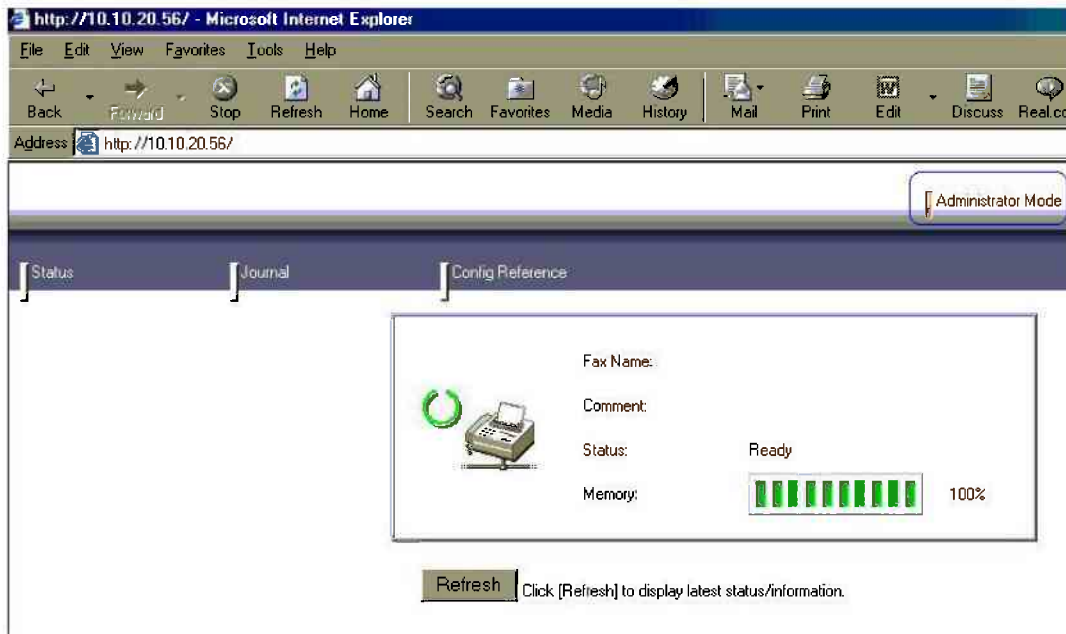 http://10.10.20.56/ - Microsoft Internet Explorer
File Edit View Favorites Tools Help
Back Forward Stop Refresh Home Search Favorites Media History Mail Print Edit Discuss Real.co
Address http://10.10.20.56/
Administrator Mode
Status Journal Config Reference
Fax Name:
Comment:
Status: Ready
Memory: 100%
Refresh Click [Refresh] to display latest status/information.